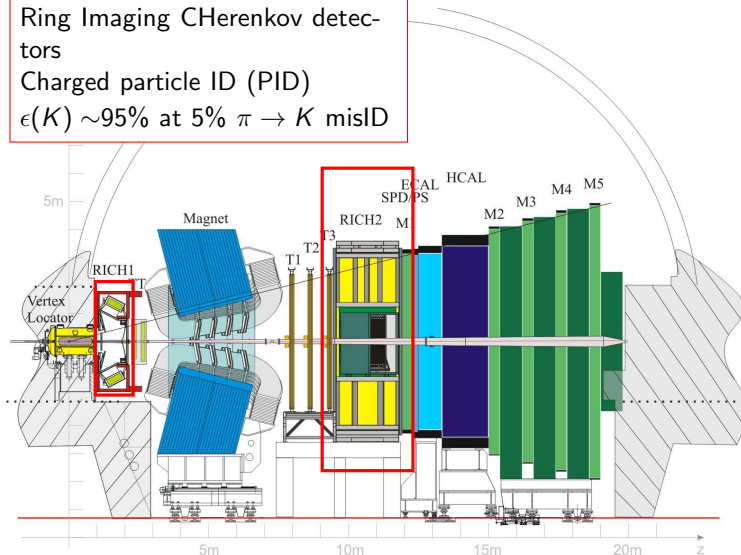 Ring Imaging CHerenkov detec-
tors
Charged particle ID (PID)
ϵ(K) ∼95% at 5% π → K misID
5m
ECAL
HCAL
SPD/PS
M4
M5
M3
M2
Magnet
RICH2
M
T3
T2
T1
RICH1
Vertex
Locator
5m
10m
15m
20m
z